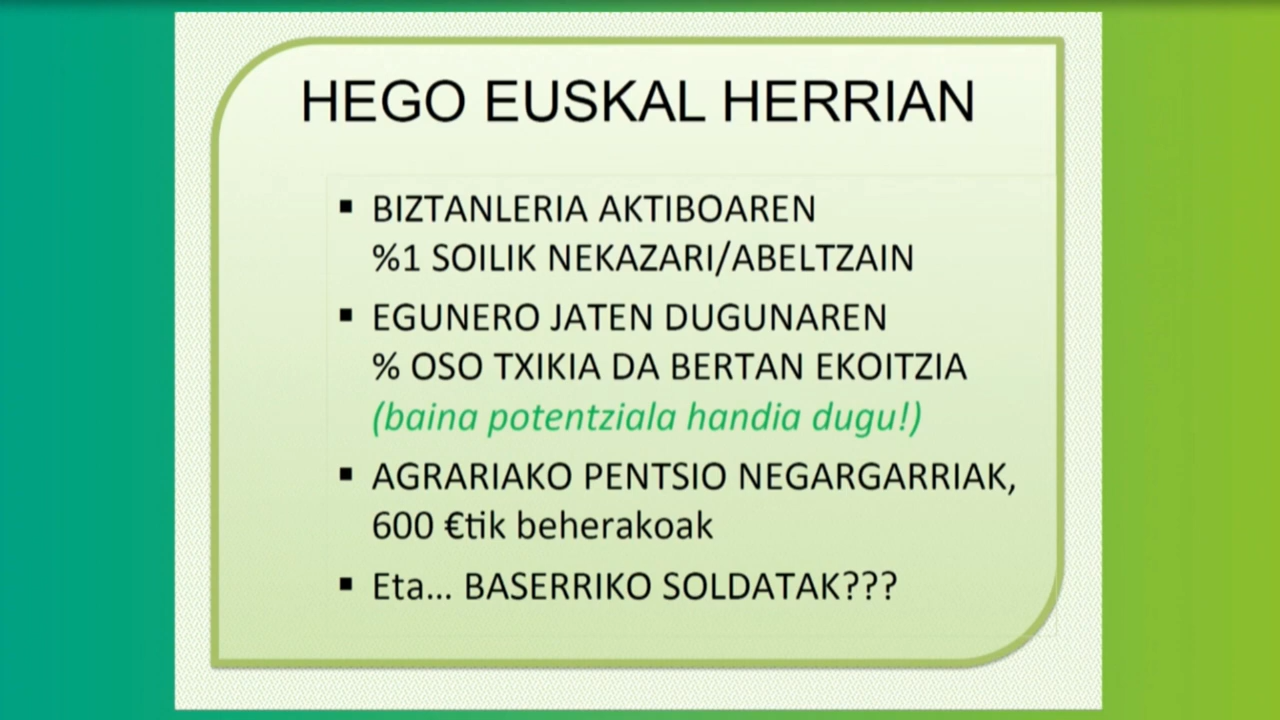 HEGO EUSKAL HERRIAN
▪ BIZTANLERIA AKTIBOAREN
%1 SOILIK NEKAZARI/ABELTZAIN
▪ EGUNERO JATEN DUGUNAREN
% OSO TXIKIA DA BERTAN EKOITZIA
(baina potentziala handia dugu!)
▪ AGRARIAKO PENTSIO NEGARGARRIAK,
600 €tik beherakoak
▪ Eta... BASERRIKO SOLDATAK???